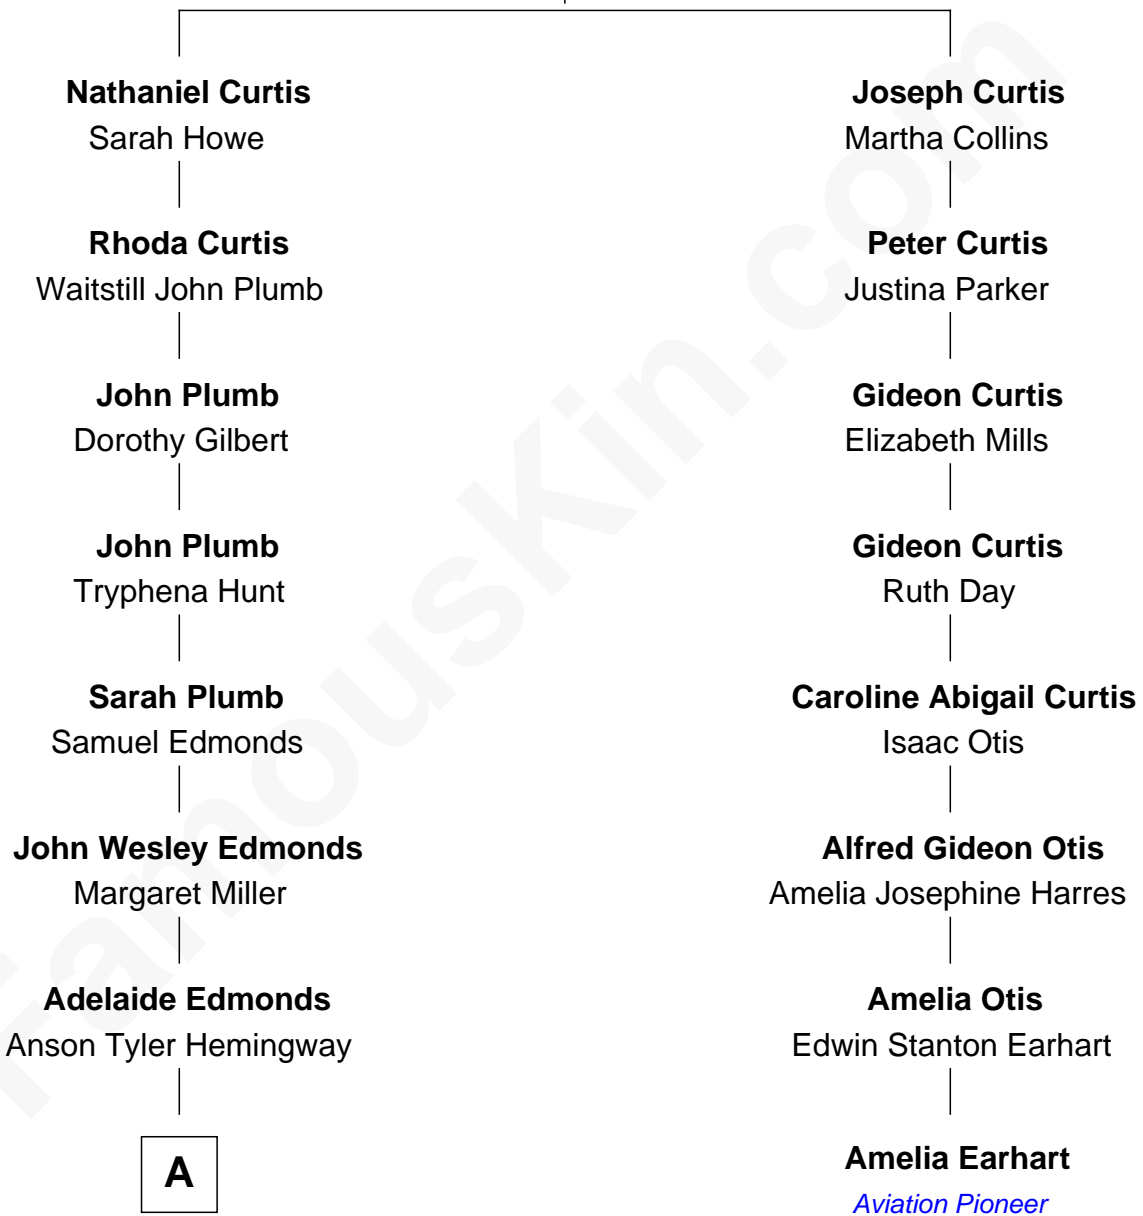 Nathaniel Curtis
Sarah Howe
Joseph Curtis
Martha Collins
Rhoda Curtis
Waitstill John Plumb
Peter Curtis
Justina Parker
John Plumb
Dorothy Gilbert
Gideon Curtis
Elizabeth Mills
John Plumb
Tryphena Hunt
Gideon Curtis
Ruth Day
Sarah Plumb
Samuel Edmonds
Caroline Abigail Curtis
Isaac Otis
John Wesley Edmonds
Margaret Miller
Alfred Gideon Otis
Amelia Josephine Harres
Adelaide Edmonds
Anson Tyler Hemingway
Amelia Otis
Edwin Stanton Earhart
A
Amelia Earhart
Aviation Pioneer
FamousKin.com